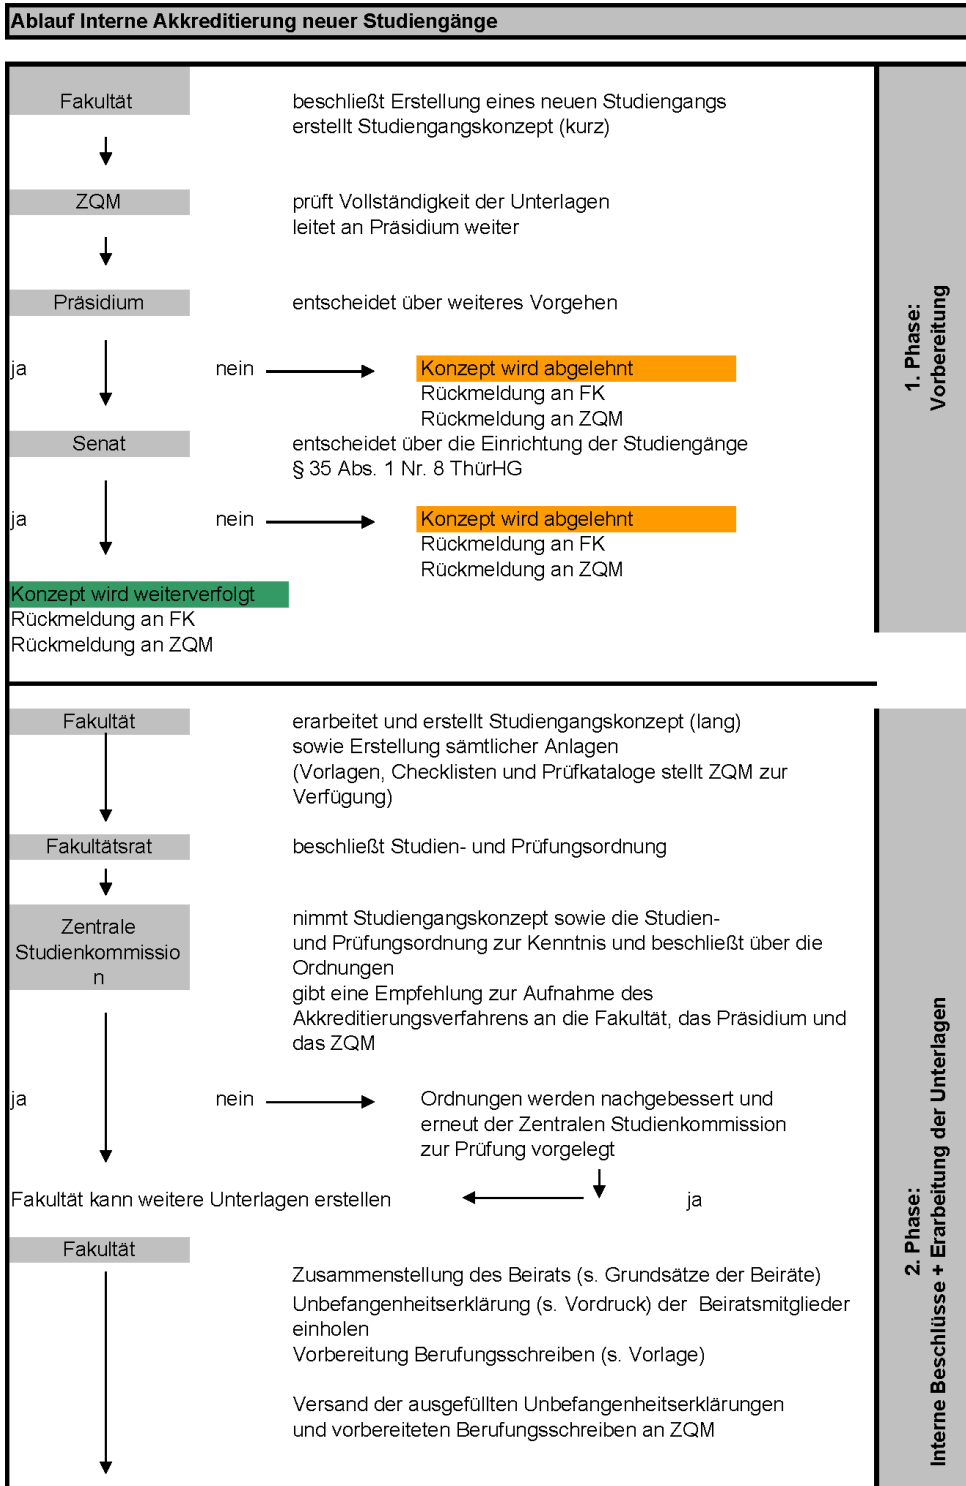 Ablauf Interne Akkreditierung neuer Studiengänge
Fakultät
beschließt Erstellung eines neuen Studiengangs
erstellt Studiengangskonzept (kurz)
ZQM
prüft Vollständigkeit der Unterlagen
leitet an Präsidium weiter
Präsidium
entscheidet über weiteres Vorgehen
ja
nein
Konzept wird abgelehnt
Rückmeldung an FK
Rückmeldung an ZQM
Senat
entscheidet über die Einrichtung der Studiengänge
§ 35 Abs. 1 Nr. 8 ThürHG
ja
nein
Konzept wird abgelehnt
Rückmeldung an FK
Rückmeldung an ZQM
Konzept wird weiterverfolgt
Rückmeldung an FK
Rückmeldung an ZQM
1. Phase:
Vorbereitung
Fakultät
erarbeitet und erstellt Studiengangskonzept (lang)
sowie Erstellung sämtlicher Anlagen
(Vorlagen, Checklisten und Prüfkataloge stellt ZQM zur
Verfügung)
Fakultätsrat
beschließt Studien- und Prüfungsordnung
Zentrale
Studienkommissio
n
nimmt Studiengangskonzept sowie die Studien-
und Prüfungsordnung zur Kenntnis und beschließt über die
Ordnungen
gibt eine Empfehlung zur Aufnahme des
Akkreditierungsverfahrens an die Fakultät, das Präsidium und
das ZQM
ja
nein
Ordnungen werden nachgebessert und
erneut der Zentralen Studienkommission
zur Prüfung vorgelegt
Fakultät kann weitere Unterlagen erstellen
ja
Fakultät
Zusammenstellung des Beirats (s. Grundsätze der Beiräte)
Unbefangenheitserklärung (s. Vordruck) der Beiratsmitglieder
einholen
Vorbereitung Berufungsschreiben (s. Vorlage)
Versand der ausgefüllten Unbefangenheitserklärungen
und vorbereiteten Berufungsschreiben an ZQM
2. Phase:
Interne Beschlüsse + Erarbeitung der Unterlagen